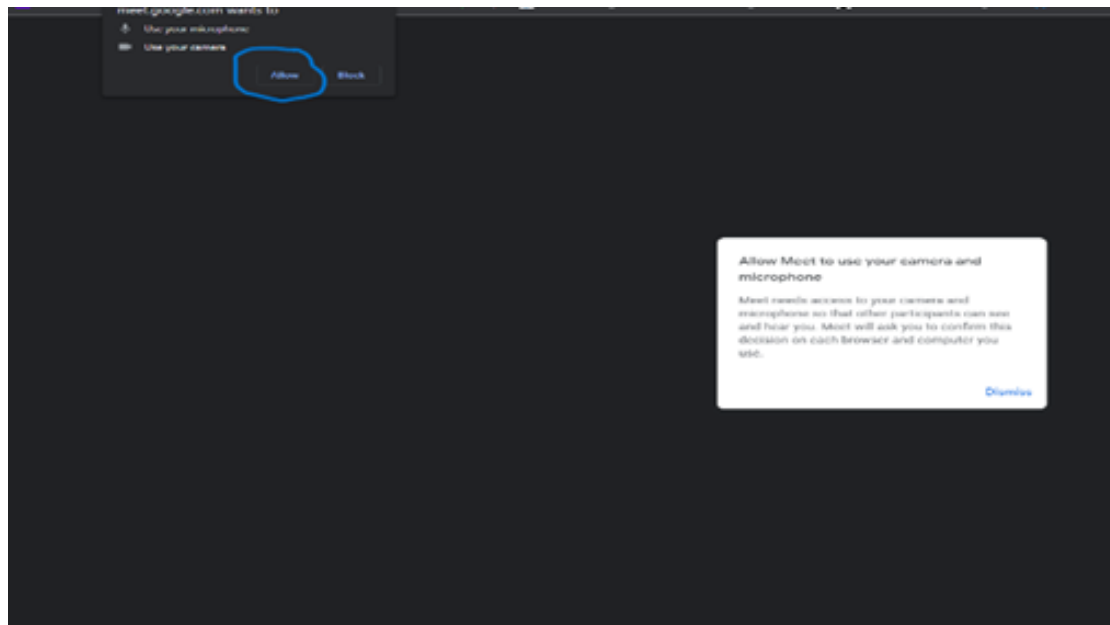 meet.google.com wants to
Use your microphone
Use your camera
Allow
Block
Allow Meet to use your camera and
microphone
Meet needs access to your camera and
microphone so that other participants can see
and hear you. Meet will ask you to confirm this
decision on each browser and computer you
use.
Dismiss